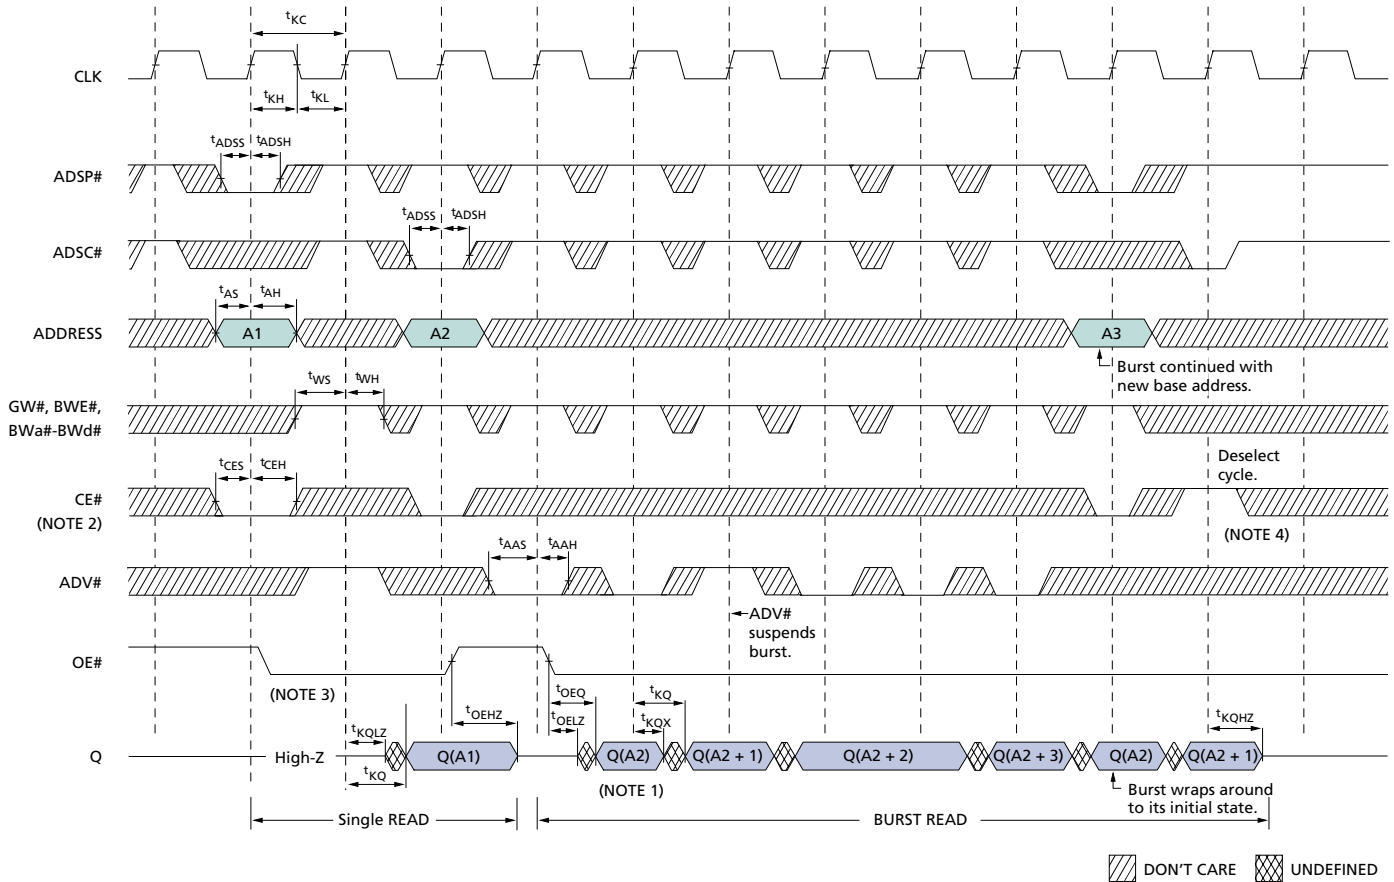 tKC
CLK
tKH
tKL
tADSS
tADSH
ADSP#
tADSS
tADSH
ADSC#
tAS
tAH
ADDRESS
A1
A2
A3
Burst continued with
new base address.
tWS
tWH
GW#, BWE#,
BWa#-BWd#
Deselect
cycle.
tCES
tCEH
CE#
(NOTE 2)
(NOTE 4)
tAAS
tAAH
ADV#
ADV#
suspends
burst.
OE#
(NOTE 3)
tOEHZ
tOEQ
tOELZ
tKQ
tKQX
tKQHZ
tKQLZ
Q
High-Z
Q(A1)
Q(A2)
Q(A2 + 1)
Q(A2 + 2)
Q(A2 + 3)
Q(A2)
Q(A2 + 1)
tKQ
(NOTE 1)
Burst wraps around
to its initial state.
Single READ
BURST READ
DON'T CARE
UNDEFINED